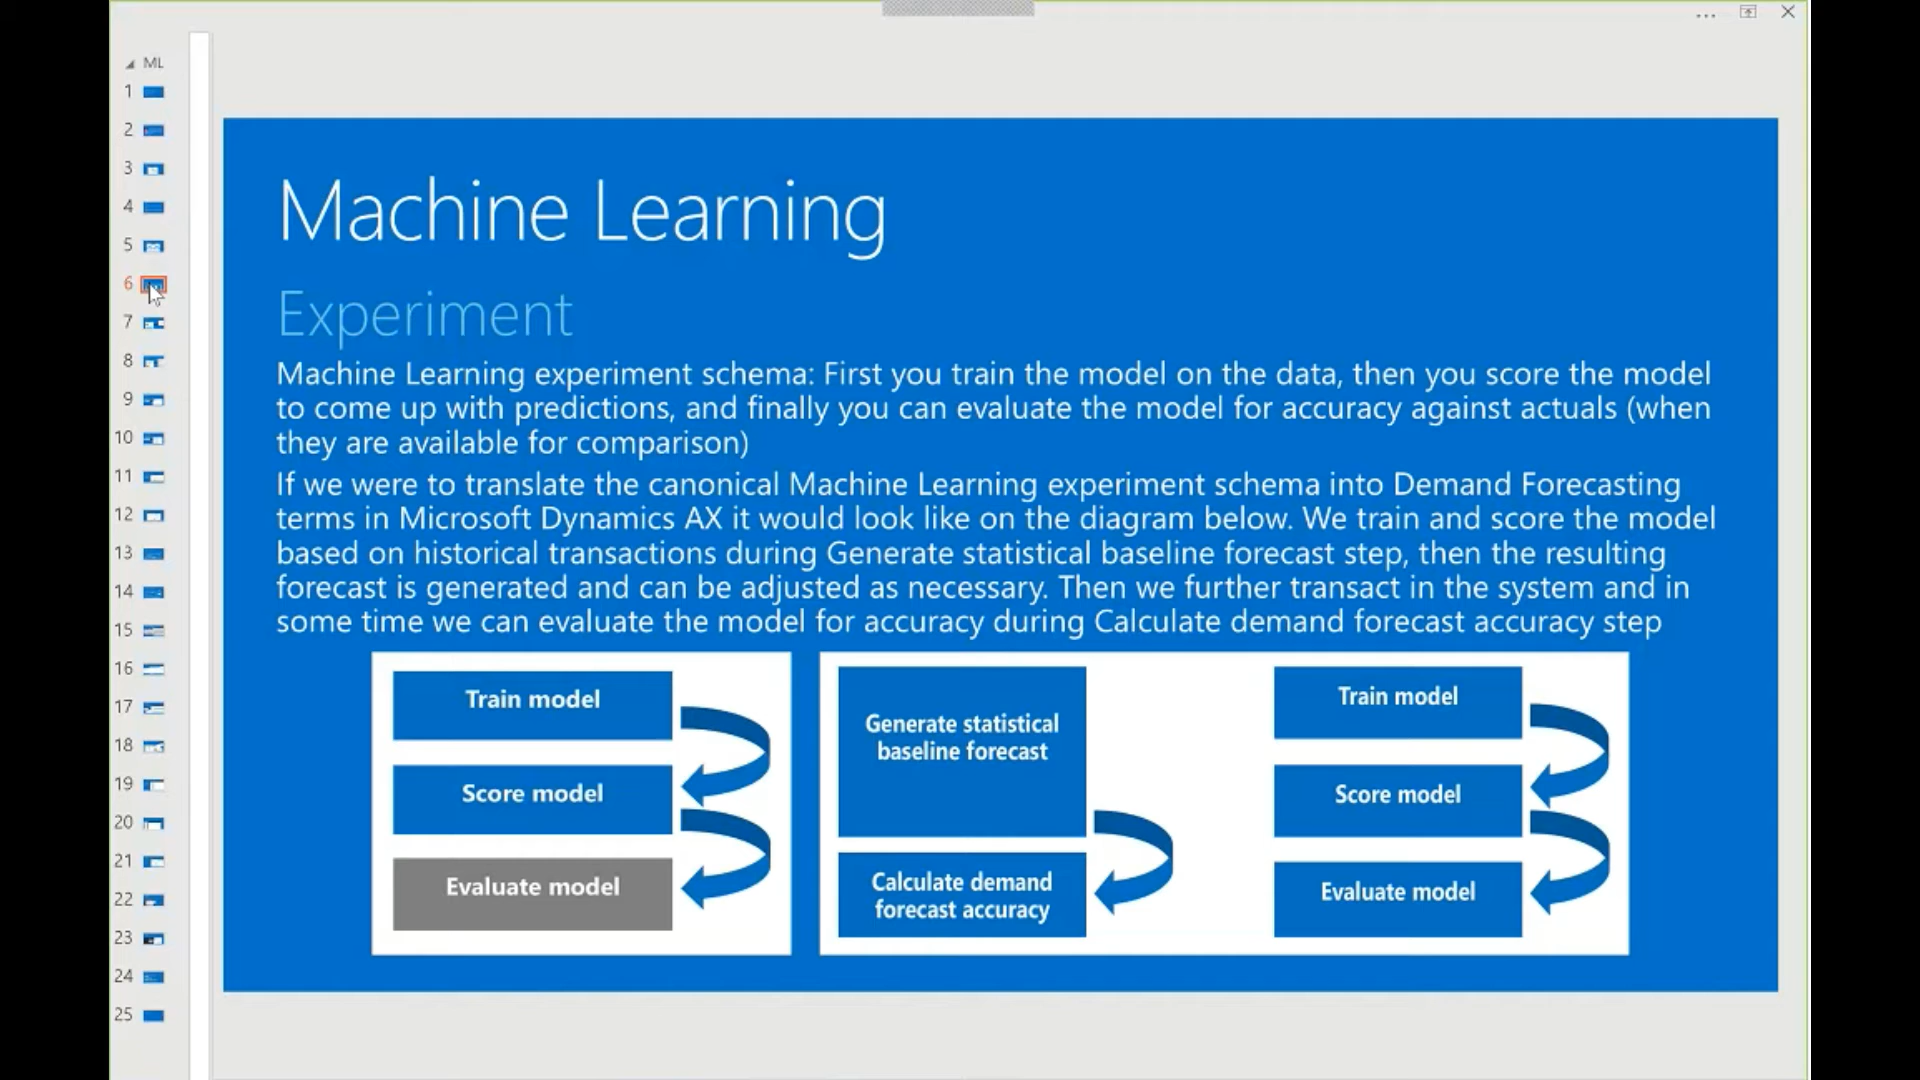 ML
1
2
3
4
5
6
7
8
9
10
11
12
13
14
15
16
17
18
19
20
21
22
23
24
25
Machine Learning
Experiment
Machine Learning experiment schema: First you train the model on the data, then you score the model
to come up with predictions, and finally you can evaluate the model for accuracy against actuals (when
they are available for comparison)
If we were to translate the canonical Machine Learning experiment schema into Demand Forecasting
terms in Microsoft Dynamics AX it would look like on the diagram below. We train and score the model
based on historical transactions during Generate statistical baseline forecast step, then the resulting
forecast is generated and can be adjusted as necessary. Then we further transact in the system and in
some time we can evaluate the model for accuracy during Calculate demand forecast accuracy step
Train model
Score model
Evaluate model
Generate statistical
baseline forecast
Calculate demand
forecast accuracy
Train model
Score model
Evaluate model